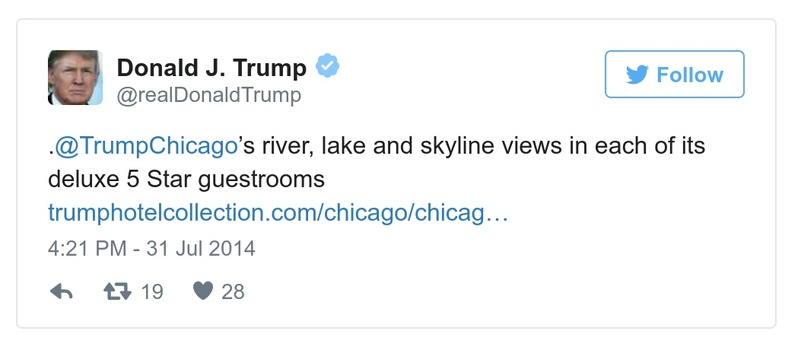 Donald J. Trump
@realDonaldTrump
Follow
.@TrumpChicago’s river, lake and skyline views in each of its
deluxe 5 Star guestrooms
trumphotelcollection.com/chicago/chicag…
4:21 PM - 31 Jul 2014
19 28